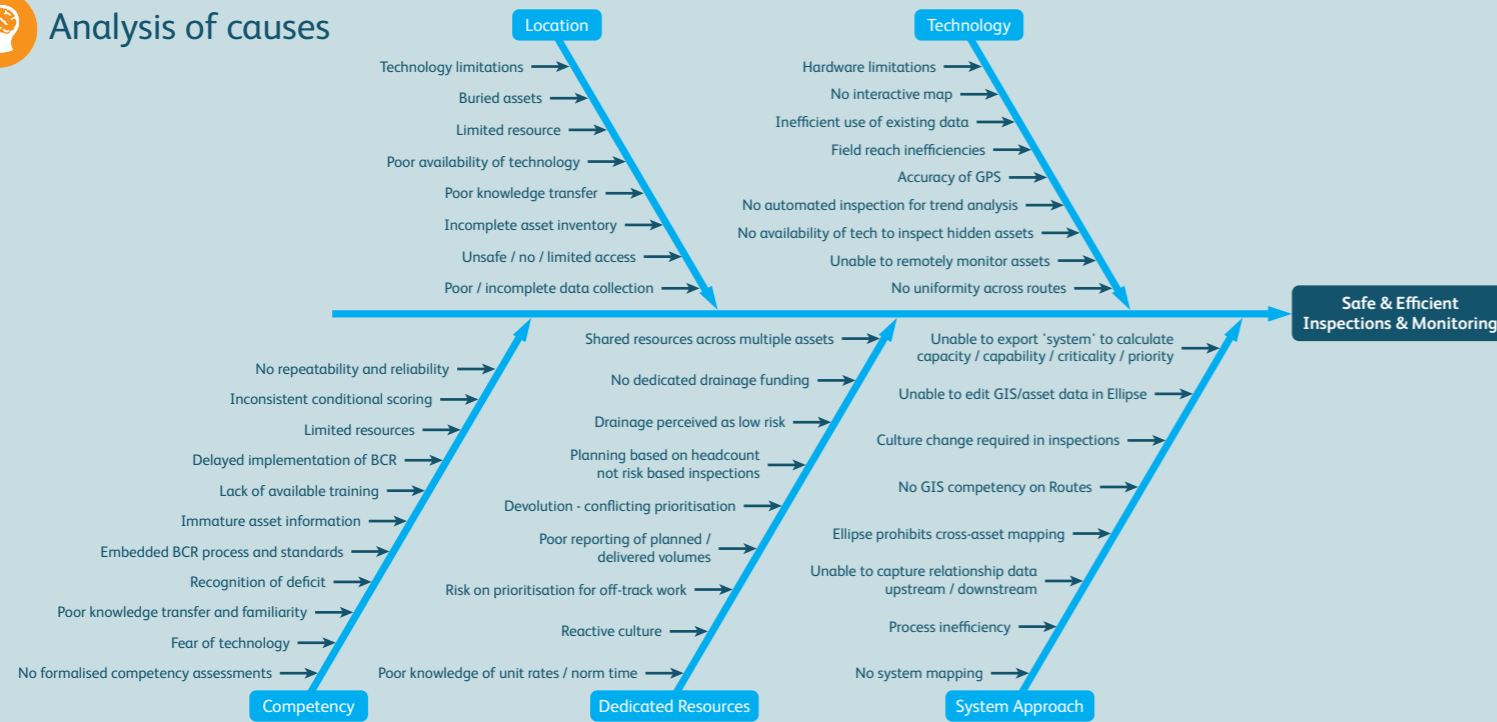 Analysis of causes
Location
Technology limitations
Buried assets
Limited resource
Poor availability of technology
Poor knowledge transfer
Incomplete asset inventory
Unsafe / no / limited access
Poor / incomplete data collection
Technology
Hardware limitations
No interactive map
Inefficient use of existing data
Field reach inefficiencies
Accuracy of GPS
No automated inspection for trend analysis
No availability of tech to inspect hidden assets
Unable to remotely monitor assets
No uniformity across routes
Safe & Efficient
Inspections & Monitoring
No repeatability and reliability
Inconsistent conditional scoring
Limited resources
Delayed implementation of BCR
Lack of available training
Immature asset information
Embedded BCR process and standards
Recognition of deficit
Poor knowledge transfer and familiarity
Fear of technology
No formalised competency assessments
Competency
Shared resources across multiple assets
No dedicated drainage funding
Drainage perceived as low risk
Planning based on headcount
not risk based inspections
Devolution - conflicting prioritisation
Poor reporting of planned /
delivered volumes
Risk on prioritisation for off-track work
Reactive culture
Poor knowledge of unit rates / norm time
Dedicated Resources
Unable to export ‘system’ to calculate
capacity / capability / criticality / priority
Unable to edit GIS/asset data in Ellipse
Culture change required in inspections
No GIS competency on Routes
Ellipse prohibits cross-asset mapping
Unable to capture relationship data
upstream / downstream
Process inefficiency
No system mapping
System Approach